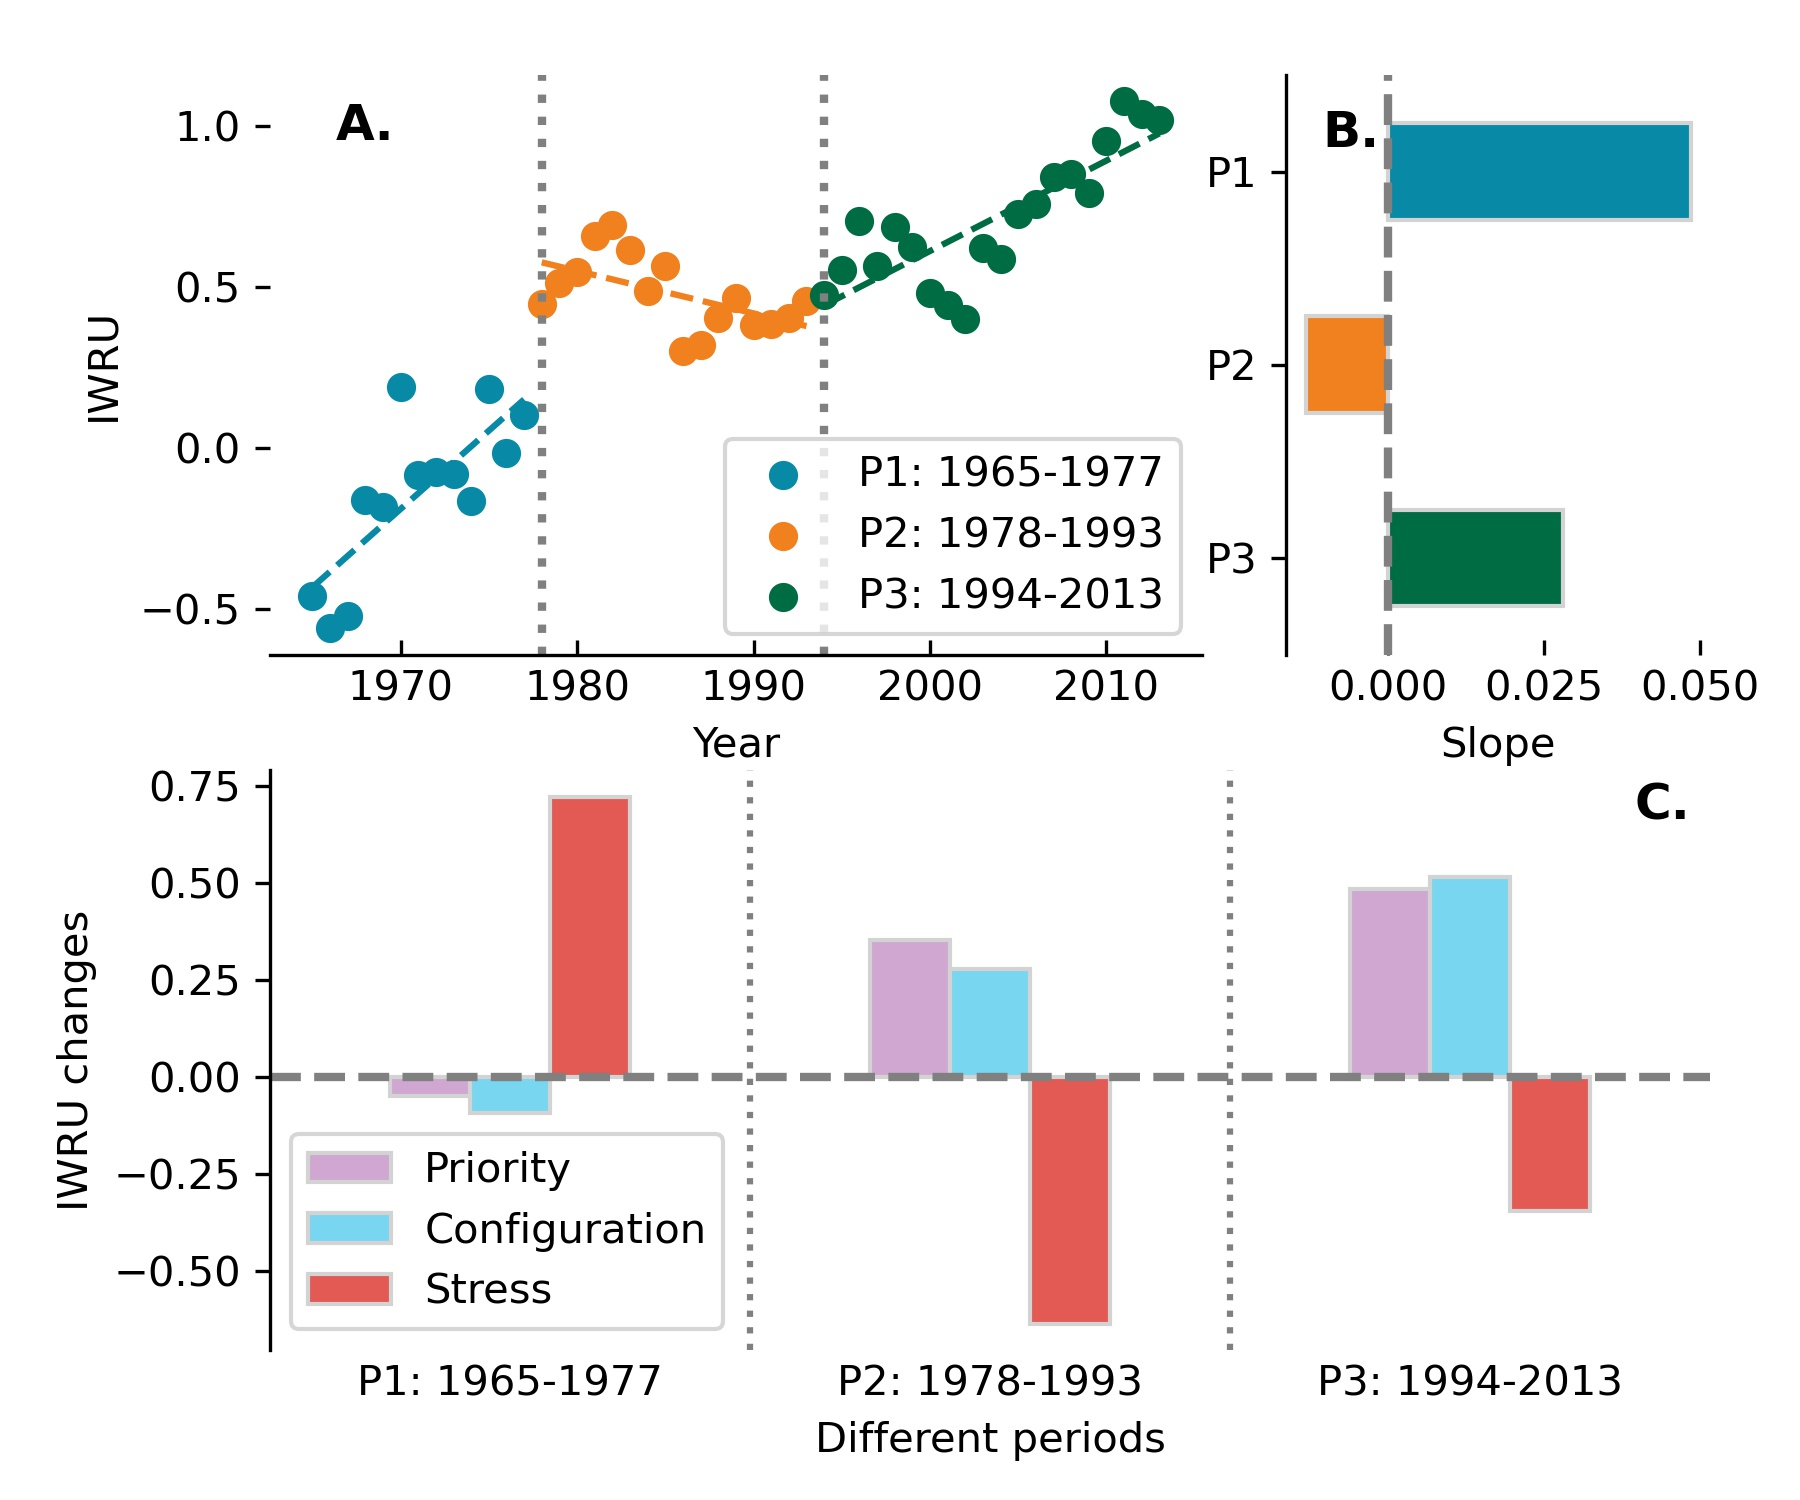 A.
1.0
0.5
0.0
−0.5
IWRU
P1: 1965-1977
P2: 1978-1993
P3: 1994-2013
1970 1980 1990 2000 2010
Year
B.
P1
P2
P3
0.000 0.025 0.050
Slope
C.
0.75
0.50
0.25
0.00
−0.25
−0.50
IWRU changes
Priority
Configuration
Stress
P1: 1965-1977 P2: 1978-1993 P3: 1994-2013
Different periods